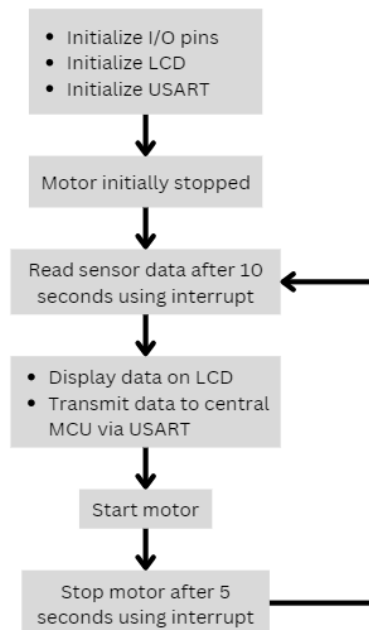 • Initialize I/O pins
• Initialize LCD
• Initialize USART
Motor initially stopped
Read sensor data after 10
seconds using interrupt
• Display data on LCD
• Transmit data to central
MCU via USART
Start motor
Stop motor after 5
seconds using interrupt